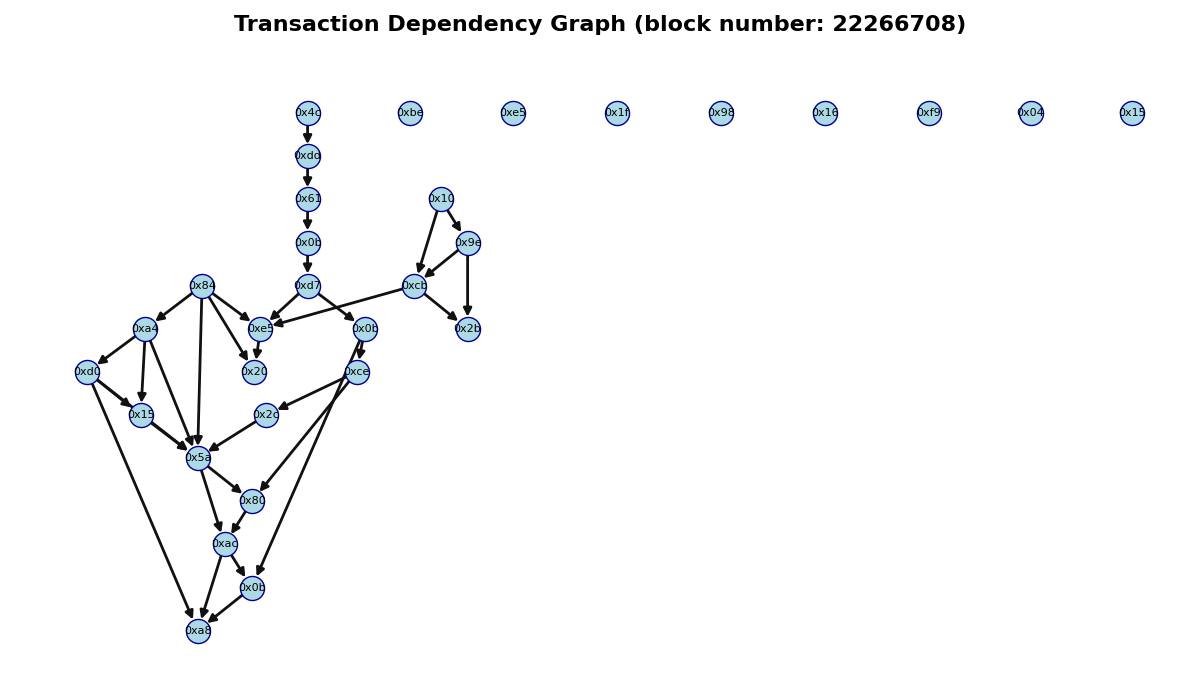 Transaction Dependency Graph (block number: 22266708)
0x4c 0xbe 0xe5 0x1f 0x98 0x16 0xf9 0x04 0x15
0xdd
0x61 0x10
0x0b 0x9e
0x84 0xd7 0xcb
0xa4 0xe5 0x0b 0x2b
0xd0 0x20 0xce
0x15 0x2c
0x5a
0x80
0xac
0x0b
0xa8